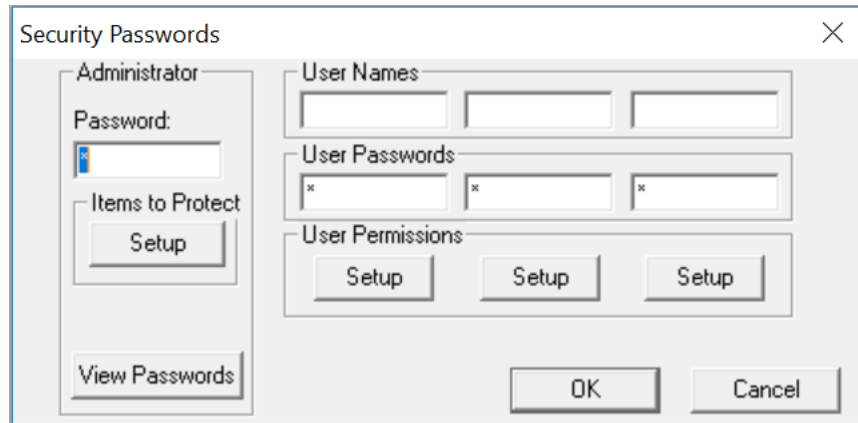 Security Passwords
Administrator
Password:
*
Items to Protect
Setup
View Passwords
User Names
User Passwords
* * *
User Permissions
Setup Setup Setup
OK Cancel